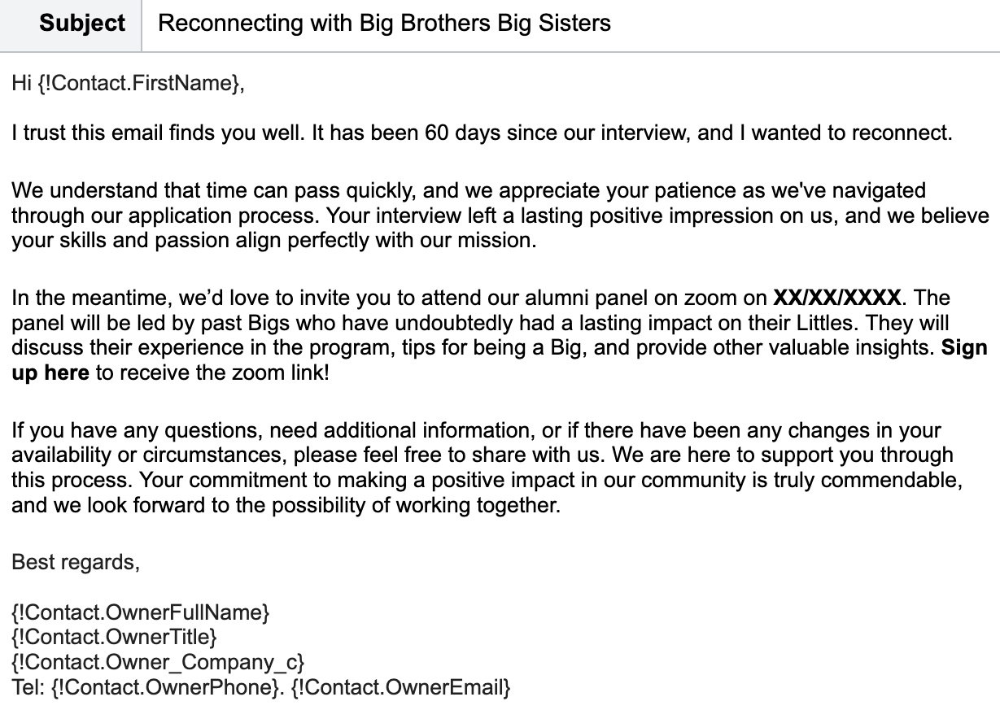 Subject Reconnecting with Big Brothers Big Sisters
Hi {!Contact.FirstName},
I trust this email finds you well. It has been 60 days since our interview, and I wanted to reconnect.
We understand that time can pass quickly, and we appreciate your patience as we've navigated
through our application process. Your interview left a lasting positive impression on us, and we believe
your skills and passion align perfectly with our mission.
In the meantime, we’d love to invite you to attend our alumni panel on zoom on XX/XX/XXXX. The
panel will be led by past Bigs who have undoubtedly had a lasting impact on their Littles. They will
discuss their experience in the program, tips for being a Big, and provide other valuable insights. Sign
up here to receive the zoom link!
If you have any questions, need additional information, or if there have been any changes in your
availability or circumstances, please feel free to share with us. We are here to support you through
this process. Your commitment to making a positive impact in our community is truly commendable,
and we look forward to the possibility of working together.
Best regards,
{!Contact.OwnerFullName}
{!Contact.OwnerTitle}
{!Contact.Owner_Company_c}
Tel: {!Contact.OwnerPhone}. {!Contact.OwnerEmail}